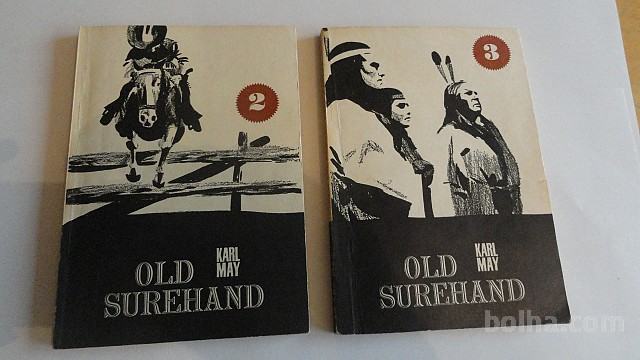 2
KARL
MAY
OLD
SUREHAND
3
KARL
MAY
OLD
SUREHAND
bolha.com